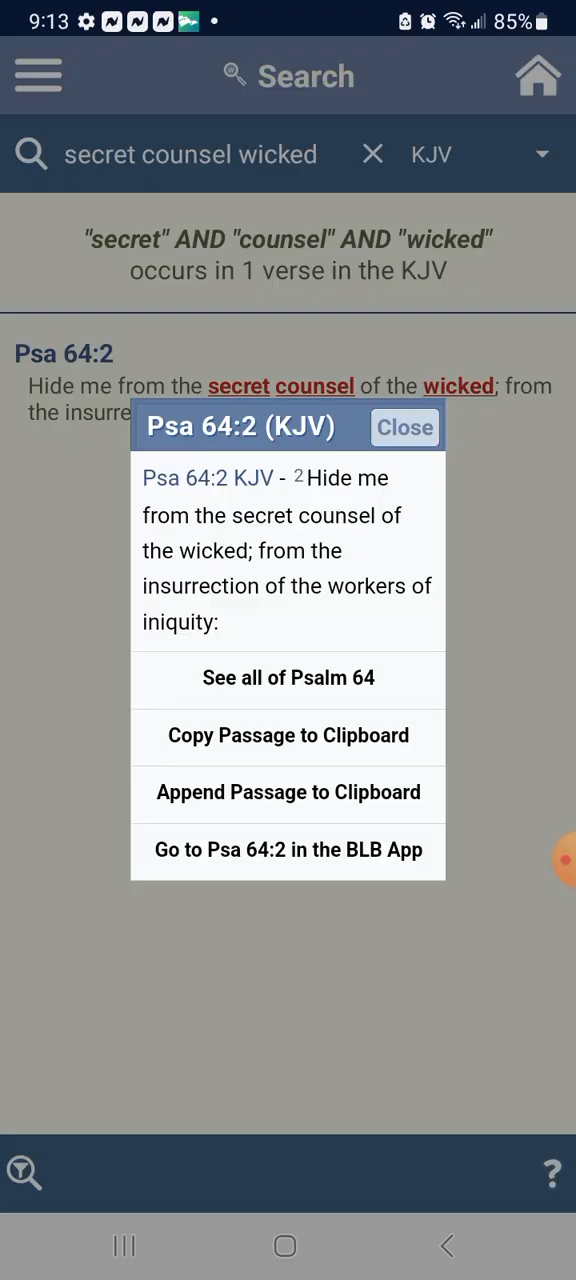 9:13 85%
Search
secret counsel wicked KJV
"secret" AND "counsel" AND "wicked"
occurs in 1 verse in the KJV
Psa 64:2
Hide me from the secret counsel of the wicked; from
the insurre
Psa 64:2 (KJV) Close
Psa 64:2 KJV - 2 Hide me
from the secret counsel of
the wicked; from the
insurrection of the workers of
iniquity:
See all of Psalm 64
Copy Passage to Clipboard
Append Passage to Clipboard
Go to Psa 64:2 in the BLB App
?